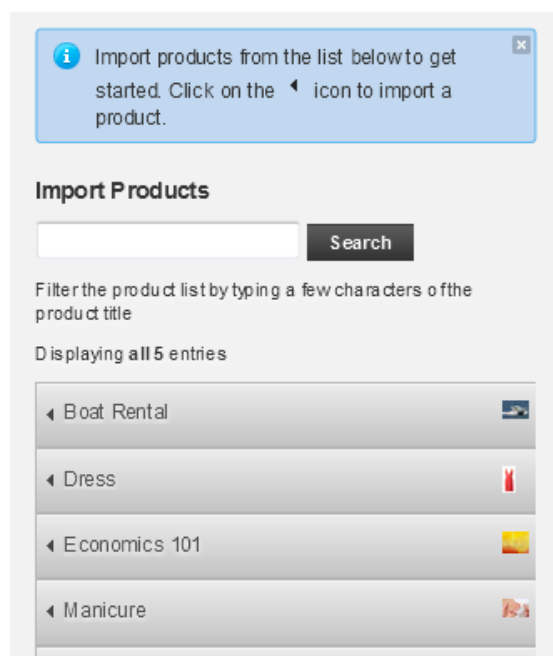 Import products from the list below to get
started. Click on the icon to import a
product.
Import Products
Search
Filter the product list by typing a few characters of the
product title
Displaying all 5 entries
Boat Rental
Dress
Economics 101
Manicure